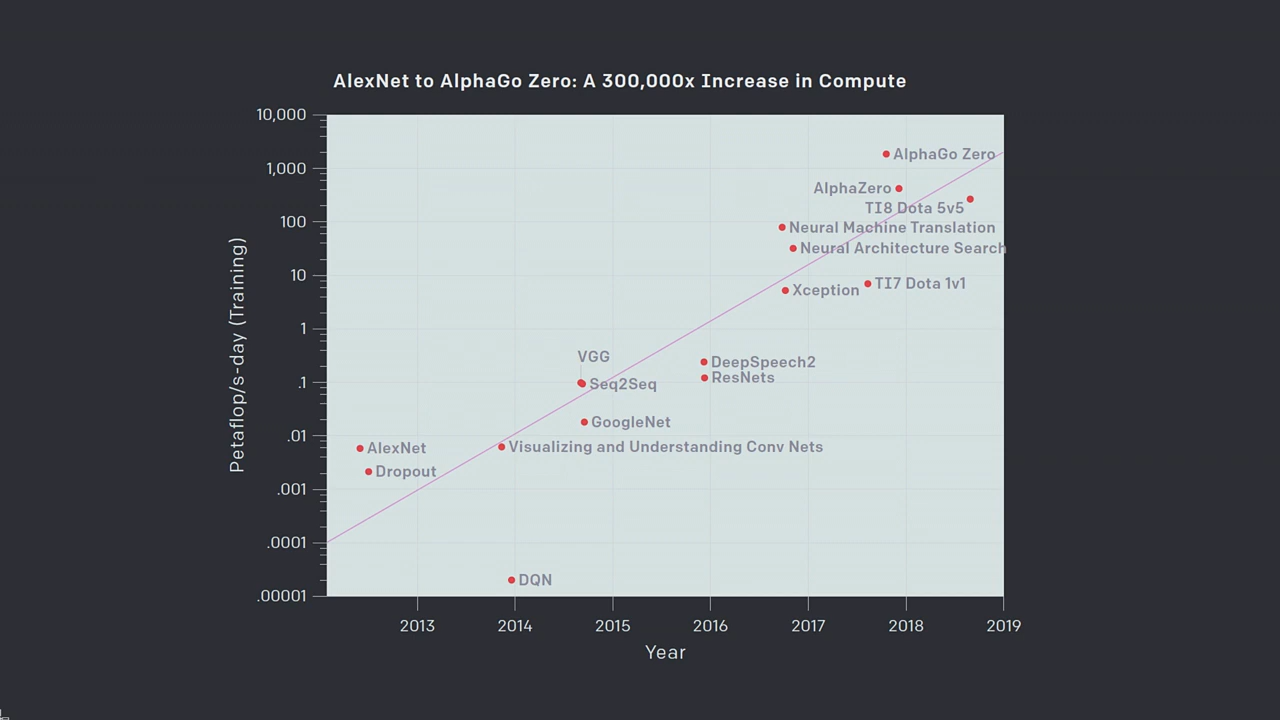 AlexNet to AlphaGo Zero: A 300,000x Increase in Compute
10,000
1,000
100
10
1
.1
.01
.001
.0001
.00001
Petaflop/s-day (Training)
AlphaGo Zero
AlphaZero
TI8 Dota 5v5
Neural Machine Translation
Neural Architecture Search
TI7 Dota 1v1
Xception
VGG
DeepSpeech2
ResNets
Seq2Seq
GoogleNet
Visualizing and Understanding Conv Nets
AlexNet
Dropout
DQN
2013 2014 2015 2016 2017 2018 2019
Year